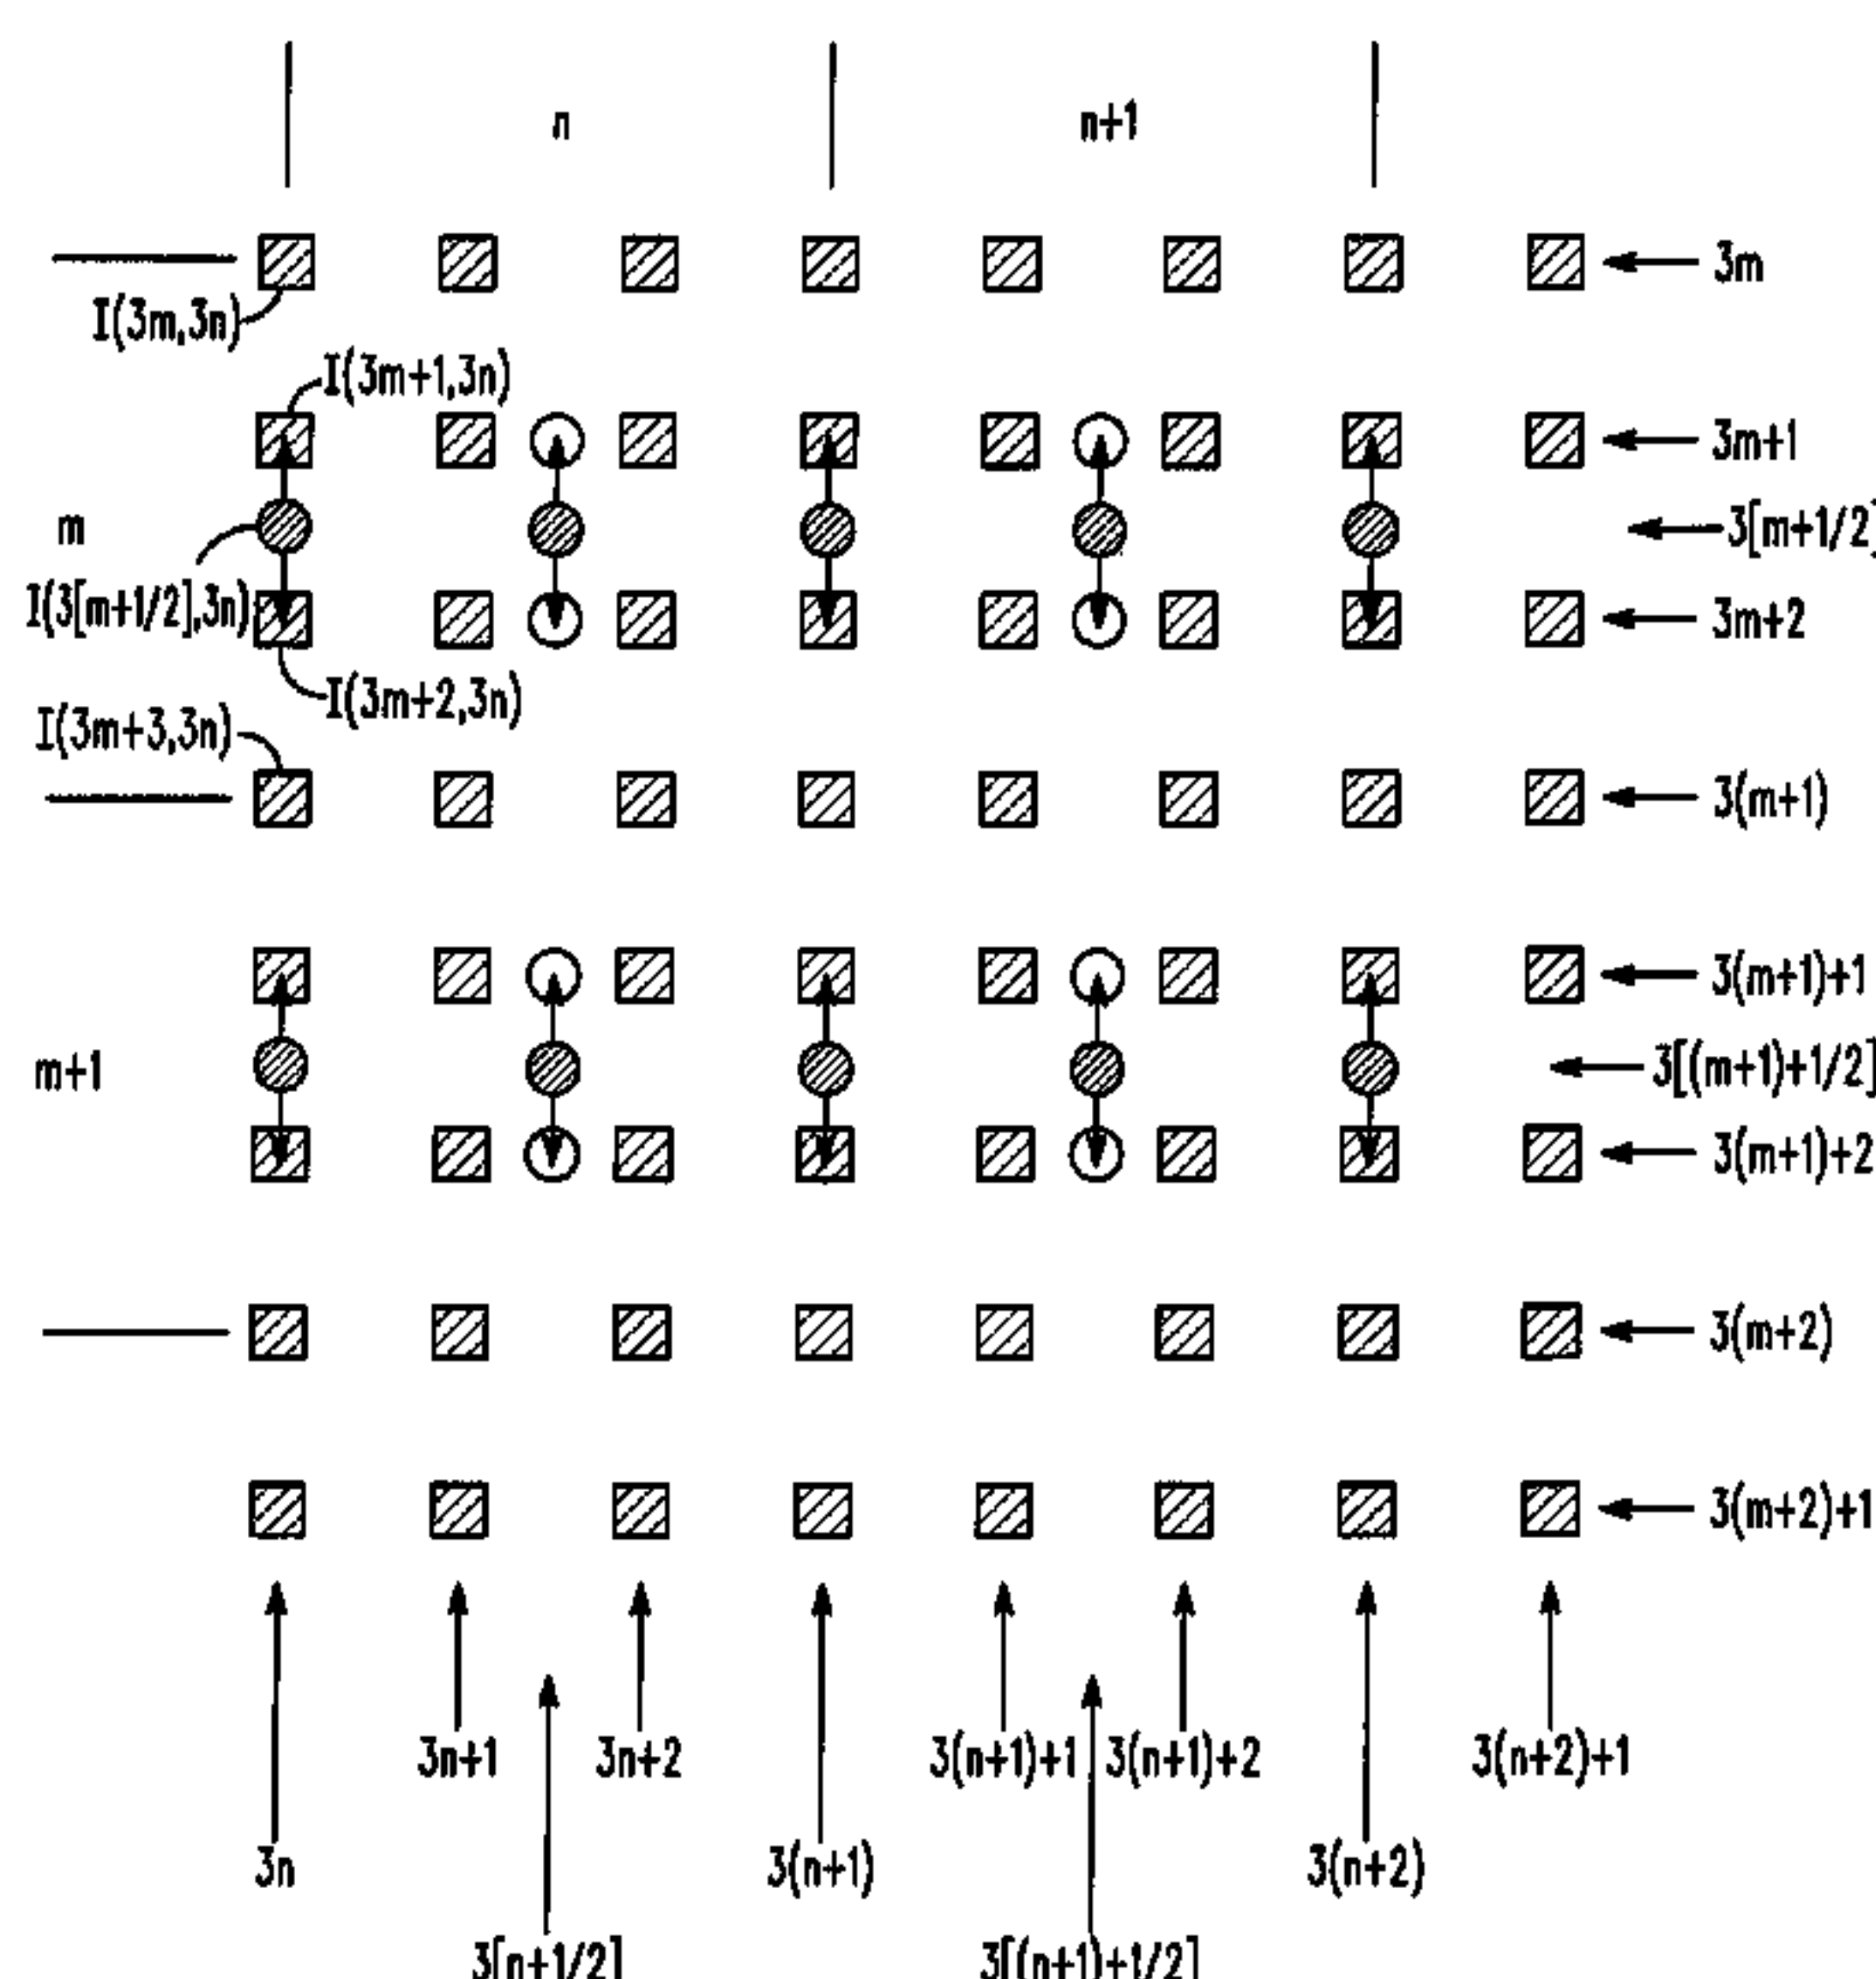 n
n+1
3m
I(3m,3n)
I(3m+1,3n)
3m+1
m
3[m+1/2]
I(3[m+1/2],3n)
3m+2
I(3m+2,3n)
I(3m+3,3n)
3(m+1)
3(m+1)+1
m+1
3[(m+1)+1/2]
3(m+1)+2
3(m+2)
3(m+2)+1
3n+1
3n+2
3(n+1)+1
3(n+1)+2
3(n+2)+1
3n
3(n+1)
3(n+2)
3[n+1/2]
3[(n+1)+1/2]